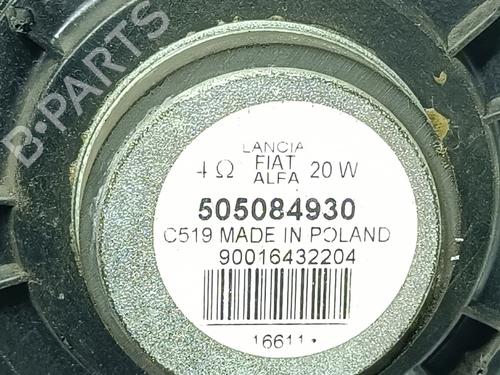 B-PARTS
LANCIA
4 Ω FIAT 20 W
ALFA
505084930
C519 MADE IN POLAND
90016432204
16611